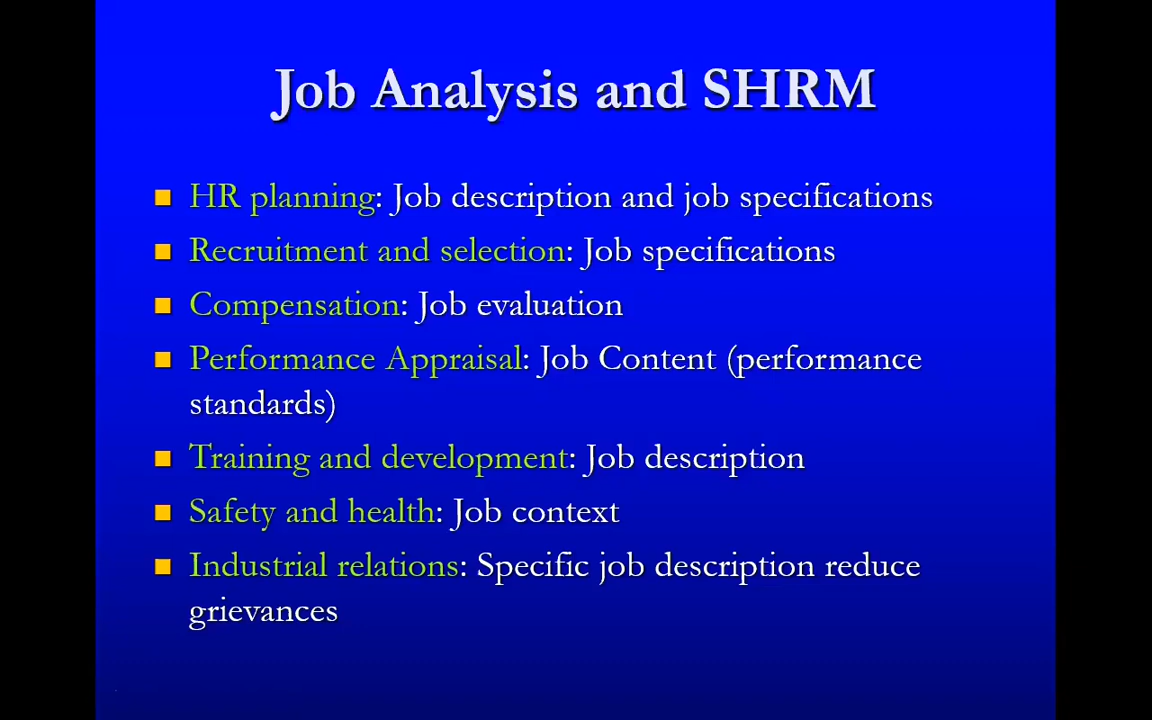 Job Analysis and SHRM
HR planning: Job description and job specifications
Recruitment and selection: Job specifications
Compensation: Job evaluation
Performance Appraisal: Job Content (performance
standards)
Training and development: Job description
Safety and health: Job context
Industrial relations: Specific job description reduce
grievances